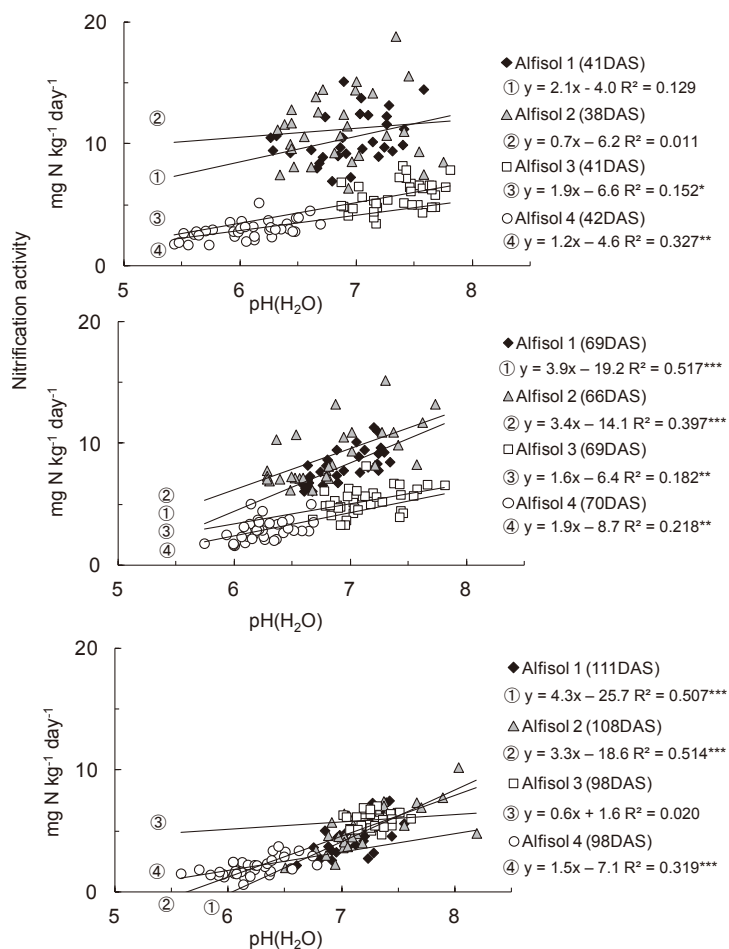 Nitrification activity
mg N kg⁻¹ day⁻¹
20
10
0
5
6
7
8
pH(H₂O)
②
①
③
④
Alfisol 1 (41DAS)
① y = 2.1x - 4.0 R² = 0.129
Alfisol 2 (38DAS)
② y = 0.7x – 6.2 R² = 0.011
Alfisol 3 (41DAS)
③ y = 1.9x – 6.6 R² = 0.152*
Alfisol 4 (42DAS)
④ y = 1.2x – 4.6 R² = 0.327**
mg N kg⁻¹ day⁻¹
20
10
0
5
6
7
8
pH(H₂O)
②
①
③
④
Alfisol 1 (69DAS)
① y = 3.9x – 19.2 R² = 0.517***
Alfisol 2 (66DAS)
② y = 3.4x – 14.1 R² = 0.397***
Alfisol 3 (69DAS)
③ y = 1.6x – 6.4 R² = 0.182**
Alfisol 4 (70DAS)
④ y = 1.9x – 8.7 R² = 0.218**
mg N kg⁻¹ day⁻¹
20
10
0
5
6
7
8
pH(H₂O)
③
④
②
①
Alfisol 1 (111DAS)
① y = 4.3x – 25.7 R² = 0.507***
Alfisol 2 (108DAS)
② y = 3.3x – 18.6 R² = 0.514***
Alfisol 3 (98DAS)
③ y = 0.6x + 1.6 R² = 0.020
Alfisol 4 (98DAS)
④ y = 1.5x – 7.1 R² = 0.319***